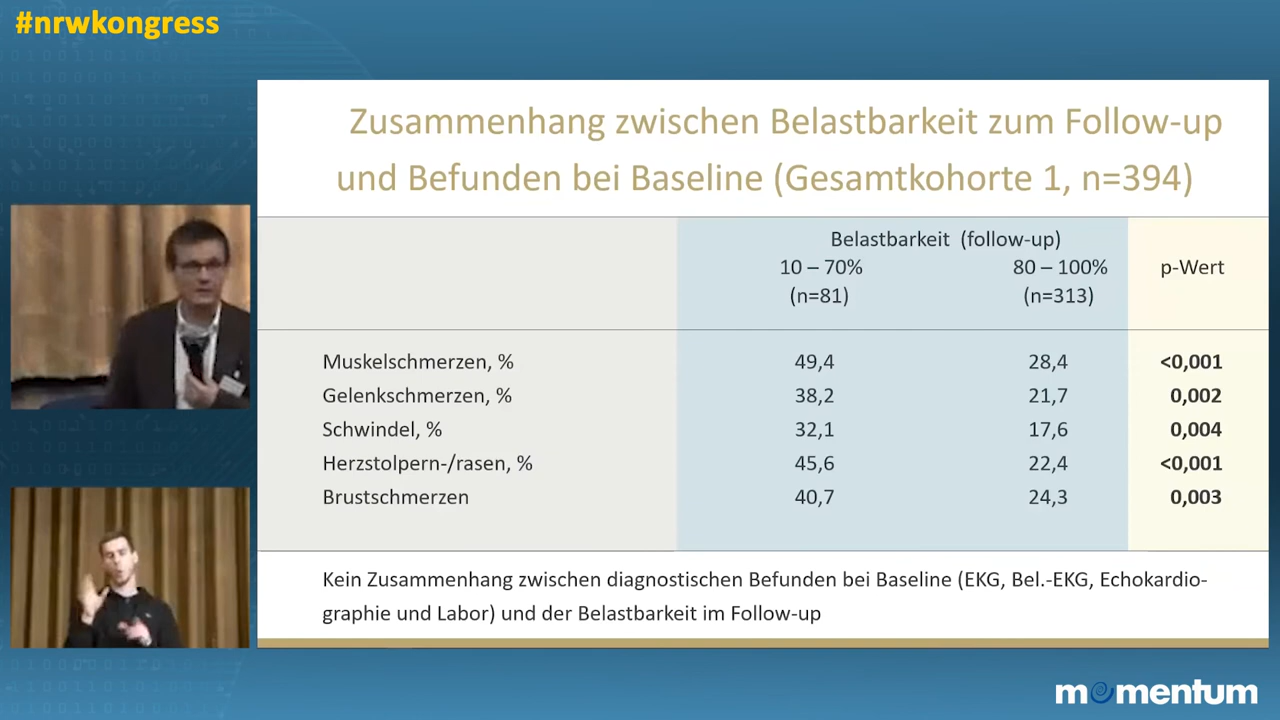 #nrwkongress
Zusammenhang zwischen Belastbarkeit zum Follow-up
und Befunden bei Baseline (Gesamtkohorte 1, n=394)
Belastbarkeit (follow-up)
10 – 70% 80 – 100% p-Wert
(n=81) (n=313)
Muskelschmerzen, % 49,4 28,4 <0,001
Gelenkschmerzen, % 38,2 21,7 0,002
Schwindel, % 32,1 17,6 0,004
Herzstolpern-/rasen, % 45,6 22,4 <0,001
Brustschmerzen 40,7 24,3 0,003
Kein Zusammenhang zwischen diagnostischen Befunden bei Baseline (EKG, Bel.-EKG, Echokardio-
graphie und Labor) und der Belastbarkeit im Follow-up
momentum